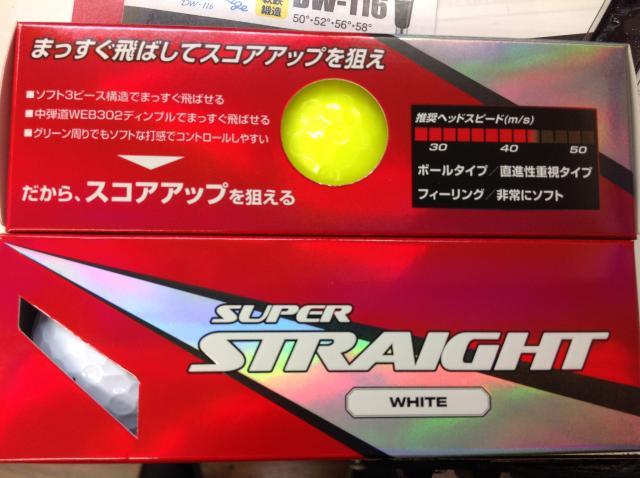 DW-116
軟鉄
鍛造
DW-116
50°・52°・56°・58°
まっすぐ飛ばしてスコアアップを狙え
■ソフト3ピース構造でまっすぐ飛ばせる
■中弾道WEB302ディンプルでまっすぐ飛ばせる
■グリーン周りでもソフトな打感でコントロールしやすい
だから、スコアアップを狙える
推奨ヘッドスピード(m/s)
30 40 50
ボールタイプ/直進性重視タイプ
フィーリング/非常にソフト
SUPER
STRAIGHT
WHITE